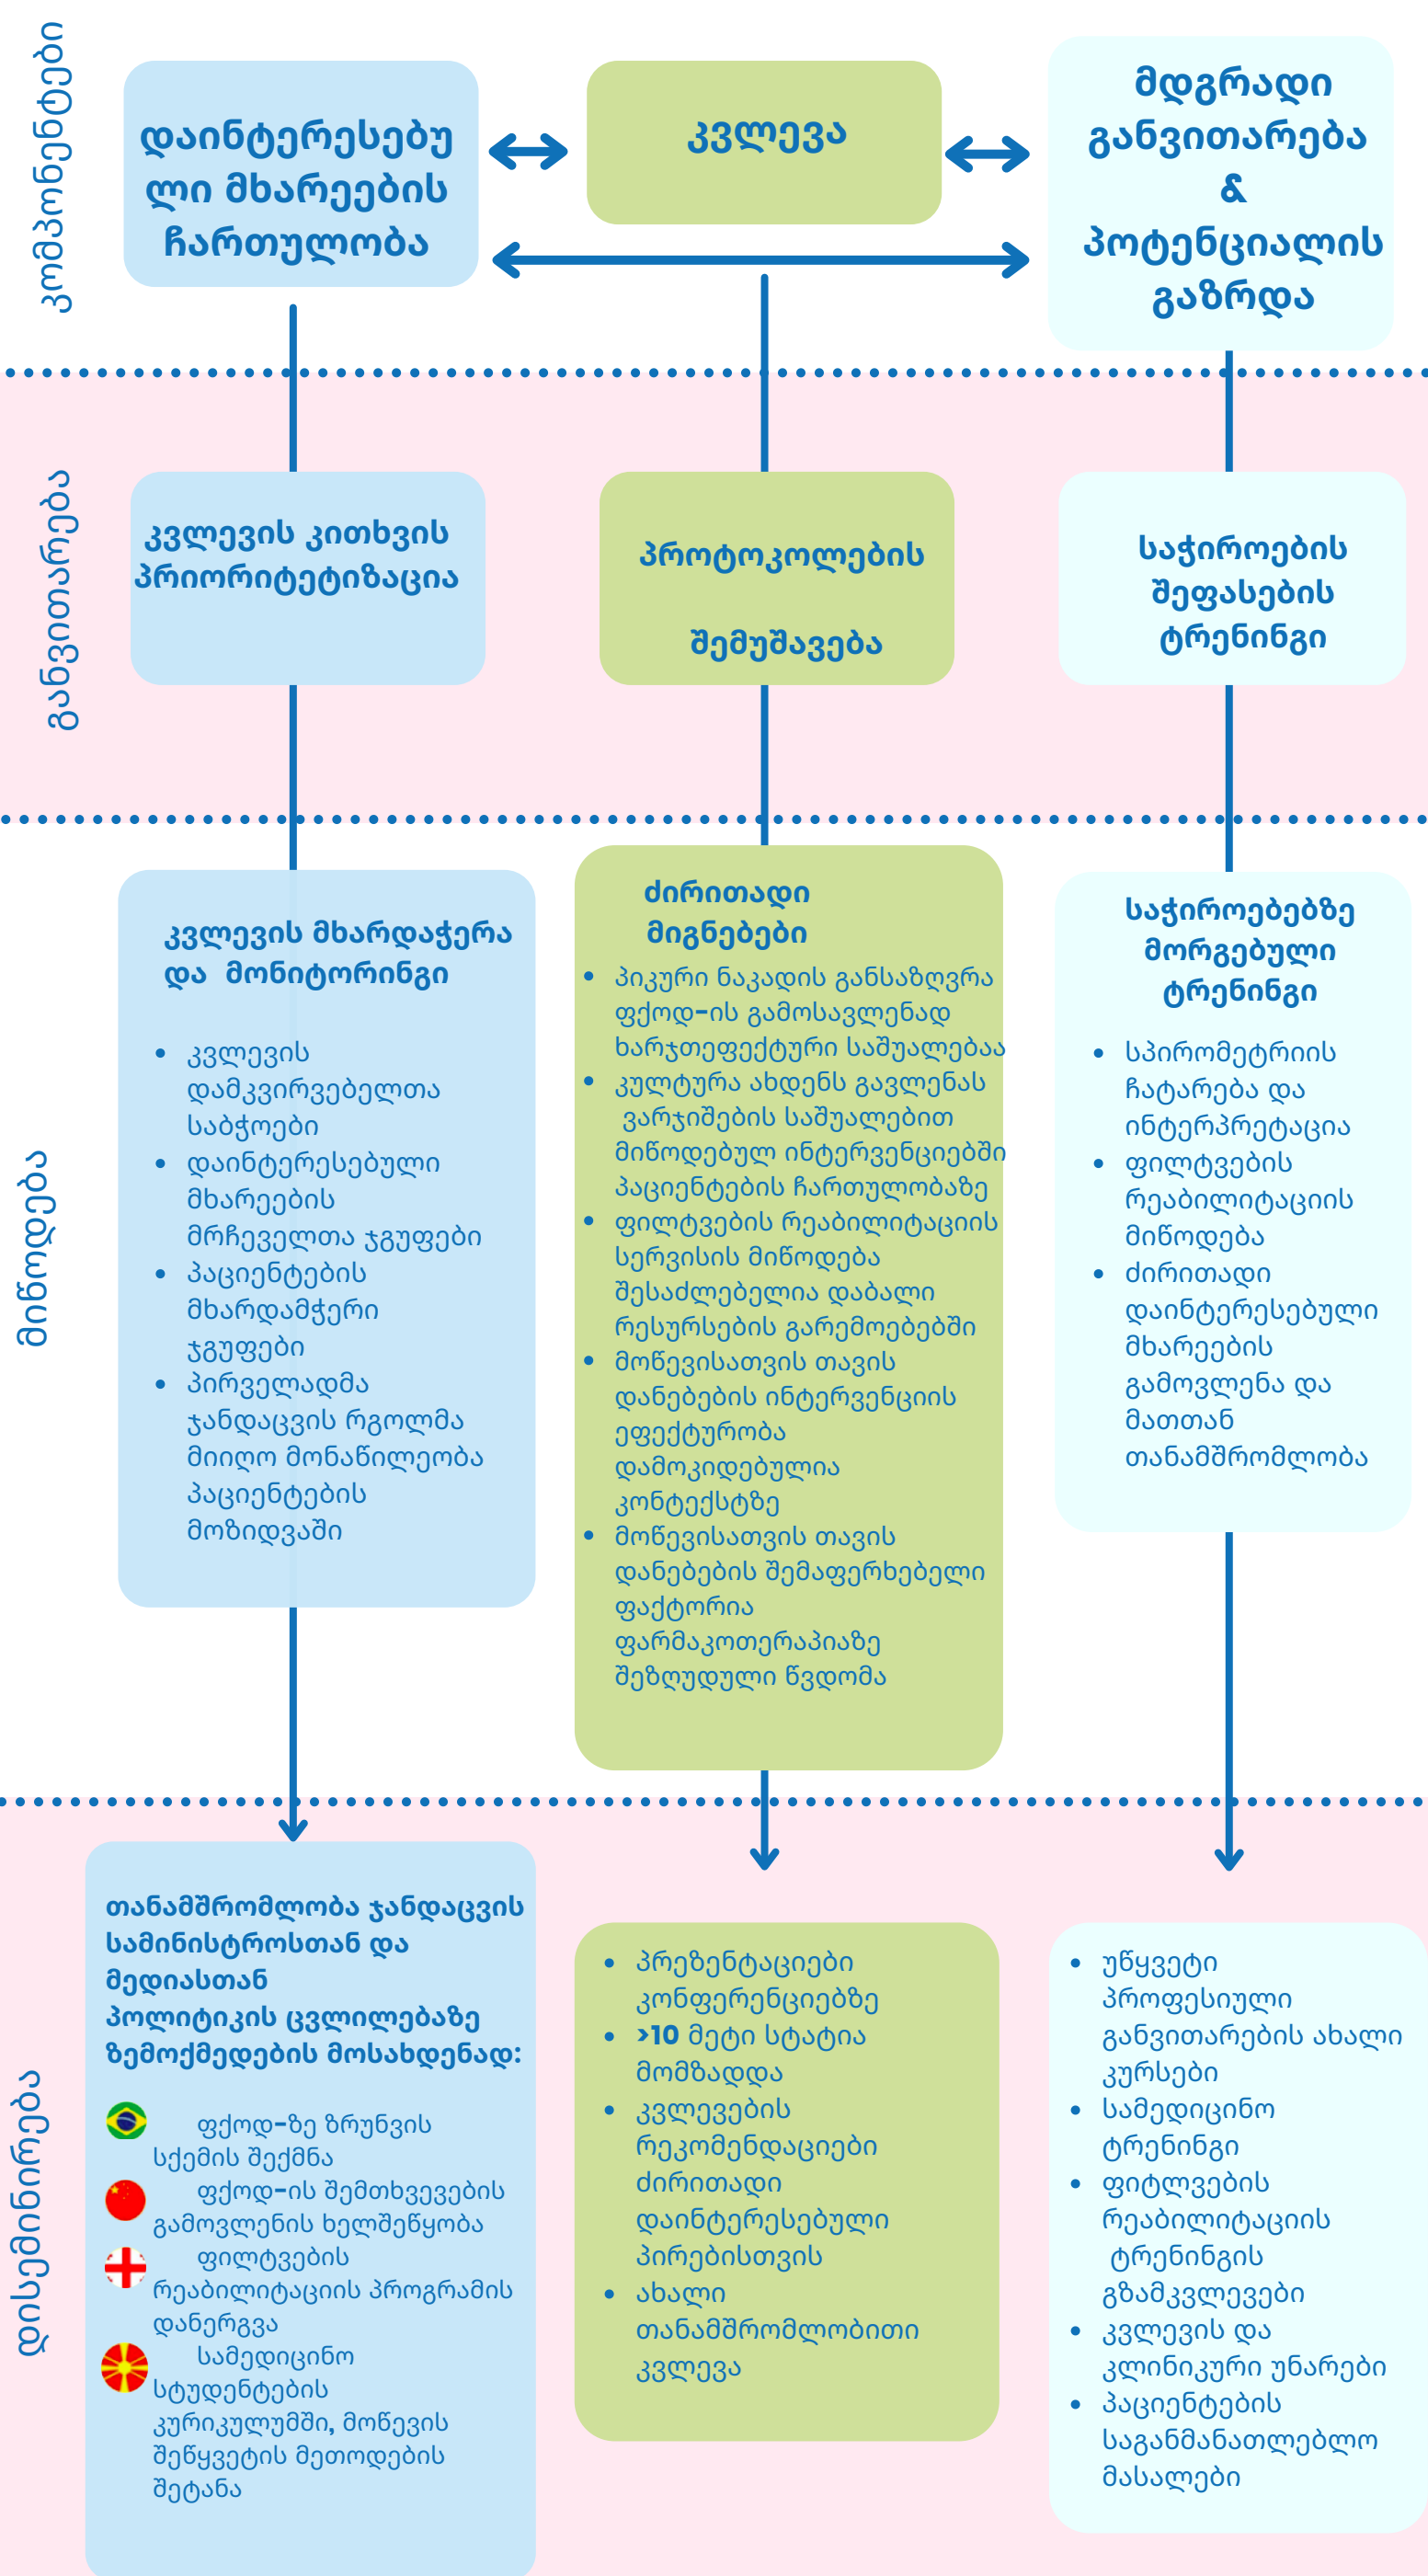 კომპონენტები
დაინტერესებუ
ლი მხარეების
ჩართულობა
კვლევა
მდგრადი
განვითარება
&
პოტენციალის
გაზრდა
განვითარება
კვლევის კითხვის
პრიორიტეტიზაცია
პროტოკოლების
შემუშავება
საჭიროების
შეფასების
ტრენინგი
მიწოდება
კვლევის მხარდაჭერა
და მონიტორინგი
• კვლევის
დამკვირვებელთა
საბჭოები
• დაინტერესებული
მხარეების
მრჩეველთა ჯგუფები
• პაციენტების
მხარდამჭერი
ჯგუფები
• პირველადმა
ჯანდაცვის რგოლმა
მიიღო მონაწილეობა
პაციენტების
მოზიდვაში
ძირითადი
მიგნებები
• პიკური ნაკადის განსაზღვრა
ფქოდ-ის გამოსავლენად
ხარჯთეფექტური საშუალებაა
• კულტურა ახდენს გავლენას
ვარჯიშების საშუალებით
მიწოდებულ ინტერვენციებში
პაციენტების ჩართულობაზე
• ფილტვების რეაბილიტაციის
სერვისის მიწოდება
შესაძლებელია დაბალი
რესურსების გარემოებებში
• მოწევისათვის თავის
დანებების ინტერვენციის
ეფექტურობა
დამოკიდებულია
კონტექსტზე
• მოწევისათვის თავის
დანებების შემაფერხებელი
ფაქტორია
ფარმაკოთერაპიაზე
შეზღუდული წვდომა
საჭიროებებზე
მორგებული
ტრენინგი
• სპირომეტრიის
ჩატარება და
ინტერპრეტაცია
• ფილტვების
რეაბილიტაციის
მიწოდება
• ძირითადი
დაინტერესებული
მხარეების
გამოვლენა და
მათთან
თანამშრომლობა
დისემინირება
თანამშრომლობა ჯანდაცვის
სამინისტროსთან და
მედიასთან
პოლიტიკის ცვლილებაზე
ზემოქმედების მოსახდენად:
ფქოდ-ზე ზრუნვის
სქემის შექმნა
ფქოდ-ის შემთხვევების
გამოვლენის ხელშეწყობა
ფილტვების
რეაბილიტაციის პროგრამის
დანერგვა
სამედიცინო
სტუდენტების
კურიკულუმში, მოწევის
შეწყვეტის მეთოდების
შეტანა
• პრეზენტაციები
კონფერენციებზე
• >10 მეტი სტატია
მომზადდა
• კვლევების
რეკომენდაციები
ძირითადი
დაინტერესებული
პირებისთვის
• ახალი
თანამშრომლობითი
კვლევა
• უწყვეტი
პროფესიული
განვითარების ახალი
კურსები
• სამედიცინო
ტრენინგი
• ფიტლვების
რეაბილიტაციის
ტრენინგის
გზამკვლევები
• კვლევის და
კლინიკური უნარები
• პაციენტების
საგანმანათლებლო
მასალები